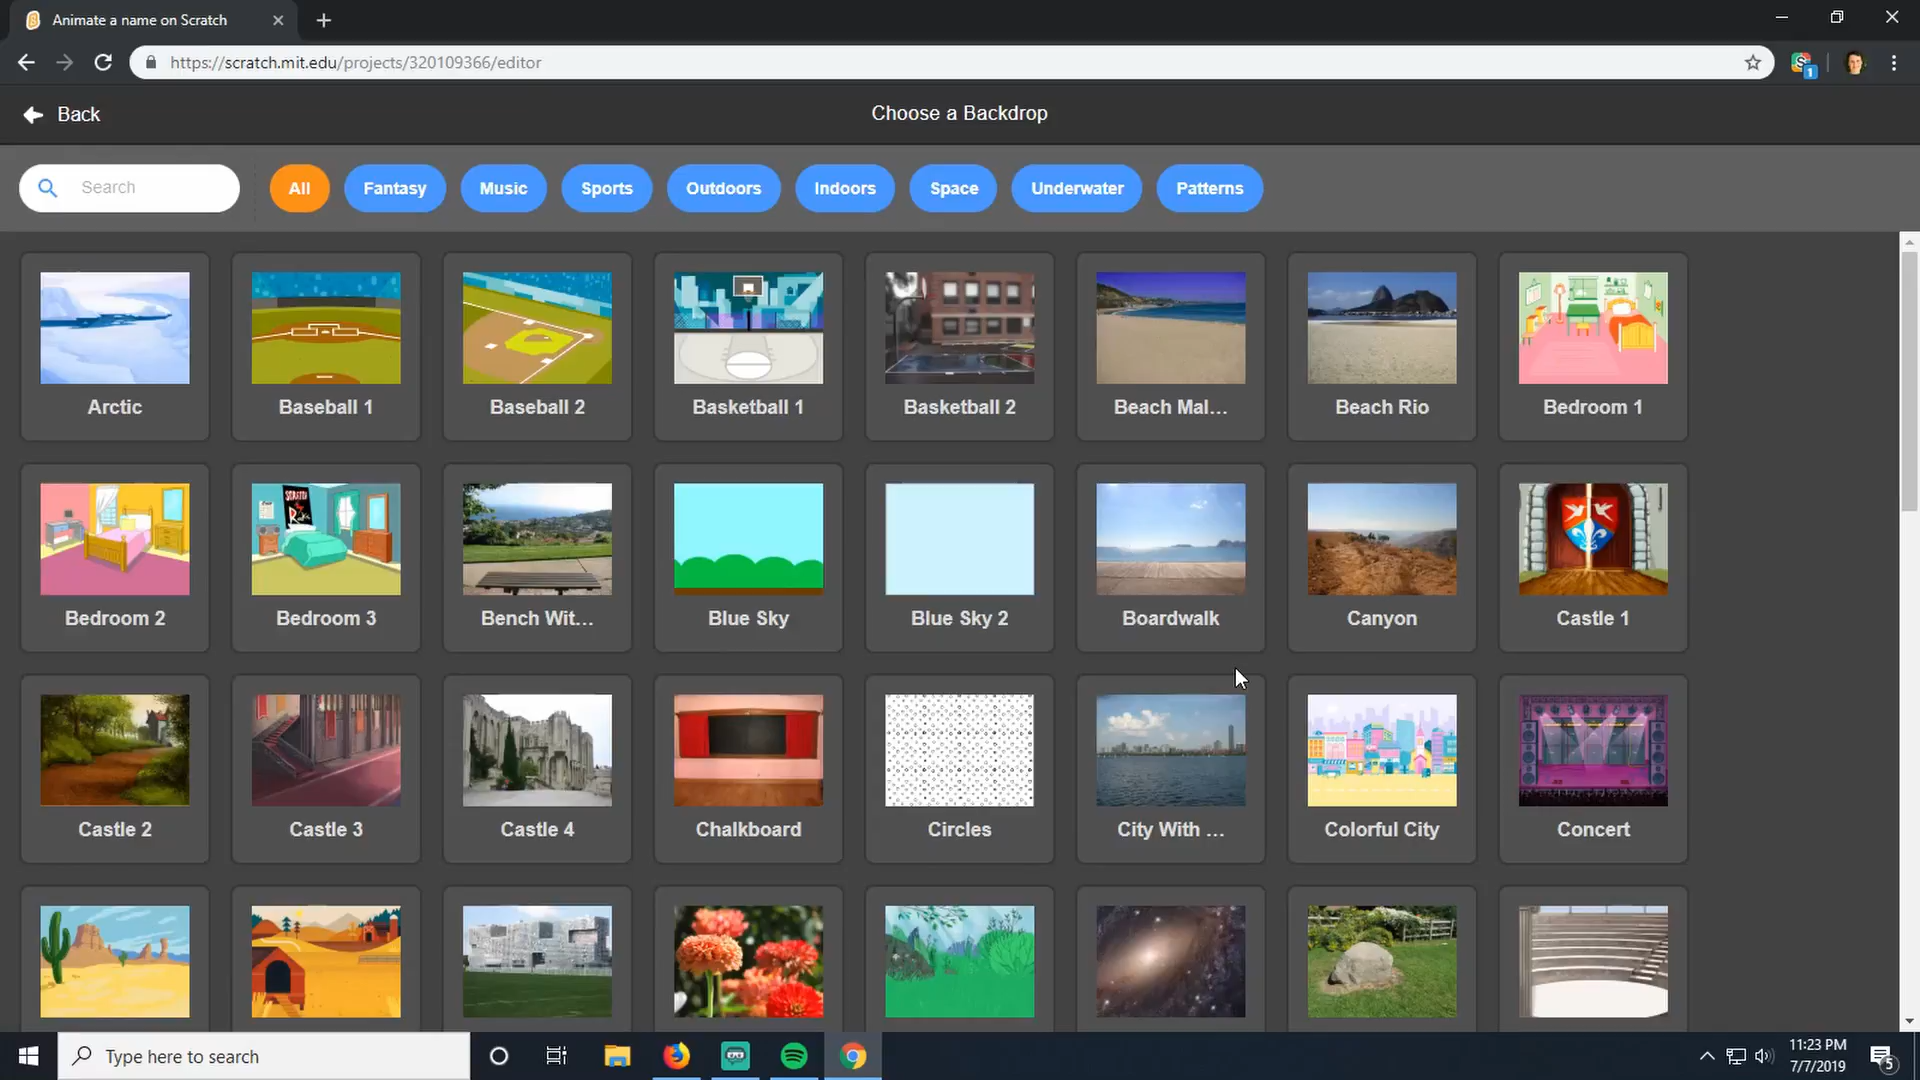 Animate a name on Scratch
https://scratch.mit.edu/projects/320109366/editor
1
Back
Choose a Backdrop
Search
All
Fantasy
Music
Sports
Outdoors
Indoors
Space
Underwater
Patterns
Arctic
Baseball 1
Baseball 2
Basketball 1
Basketball 2
Beach Mal...
Beach Rio
Bedroom 1
Bedroom 2
Bedroom 3
Bench Wit...
Blue Sky
Blue Sky 2
Boardwalk
Canyon
Castle 1
Castle 2
Castle 3
Castle 4
Chalkboard
Circles
City With ...
Colorful City
Concert
Type here to search
11:23 PM
7/7/2019
5